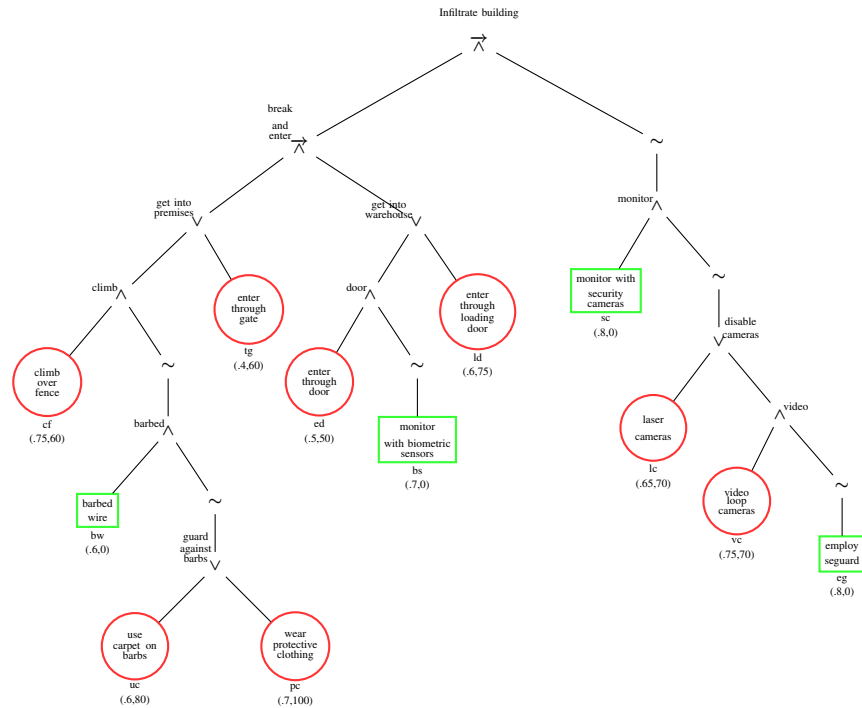 Infiltrate building
→
∧
break
and
enter
→
∧
~
get into
premises
∨
get into
warehouse
∨
monitor
∧
climb
∧
enter
through
gate
tg
(.4,60)
door
∧
enter
through
loading
door
ld
(.6,75)
monitor with
security
cameras
sc
(.8,0)
~
disable
cameras
∨
climb
over
fence
cf
(.75,60)
~
enter
through
door
ed
(.5,50)
~
monitor
with biometric
sensors
bs
(.7,0)
laser
cameras
lc
(.65,70)
video
∧
barbed
∧
barbed
wire
bw
(.6,0)
~
video
loop
cameras
vc
(.75,70)
~
employ
seguard
eg
(.8,0)
guard
against
barbs
∨
use
carpet on
barbs
uc
(.6,80)
wear
protective
clothing
pc
(.7,100)